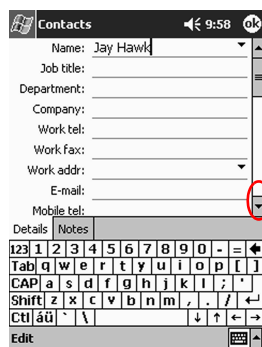 Contacts 9:58 ok
Name: Jay Hawk
Job title:
Department:
Company:
Work tel:
Work fax:
Work addr:
E-mail:
Mobile tel:
Details Notes
123 1 2 3 4 5 6 7 8 9 0 - =
Tab q w e r t y u i o p [ ]
CAP a s d f g h j k l ; '
Shift z x c v b n m , . /
Ctl áü ` \
Edit